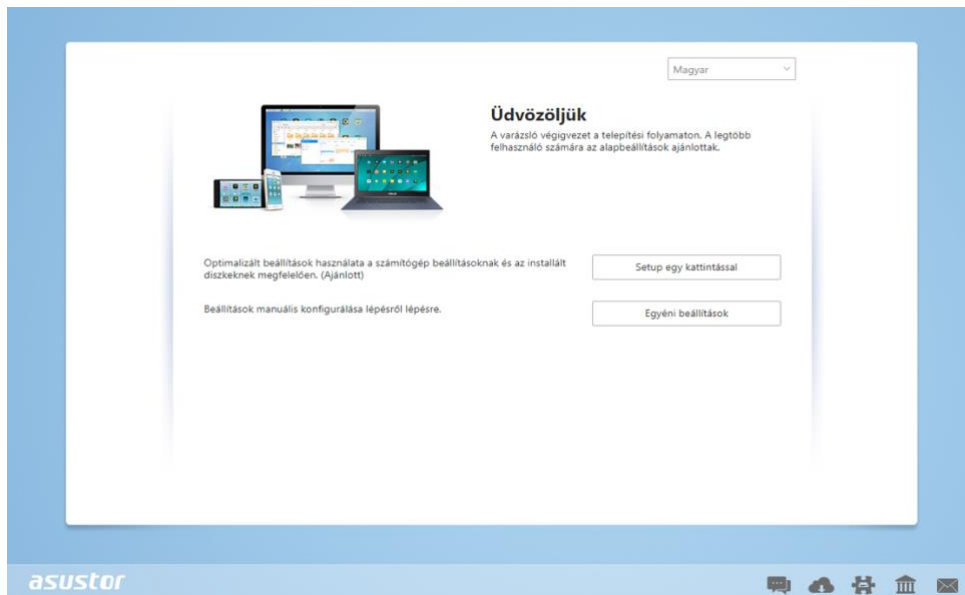 Magyar
Üdvözöljük
A varázsló végigvezet a telepítési folyamaton. A legtöbb
felhasználó számára az alapbeállítások ajánlottak.
Optimalizált beállítások használata a számítógép beállításoknak és az installált
diszkeknek megfelelően. (Ajánlott)
Setup egy kattintással
Beállítások manuális konfigurálása lépésről lépésre.
Egyéni beállítások
asustor